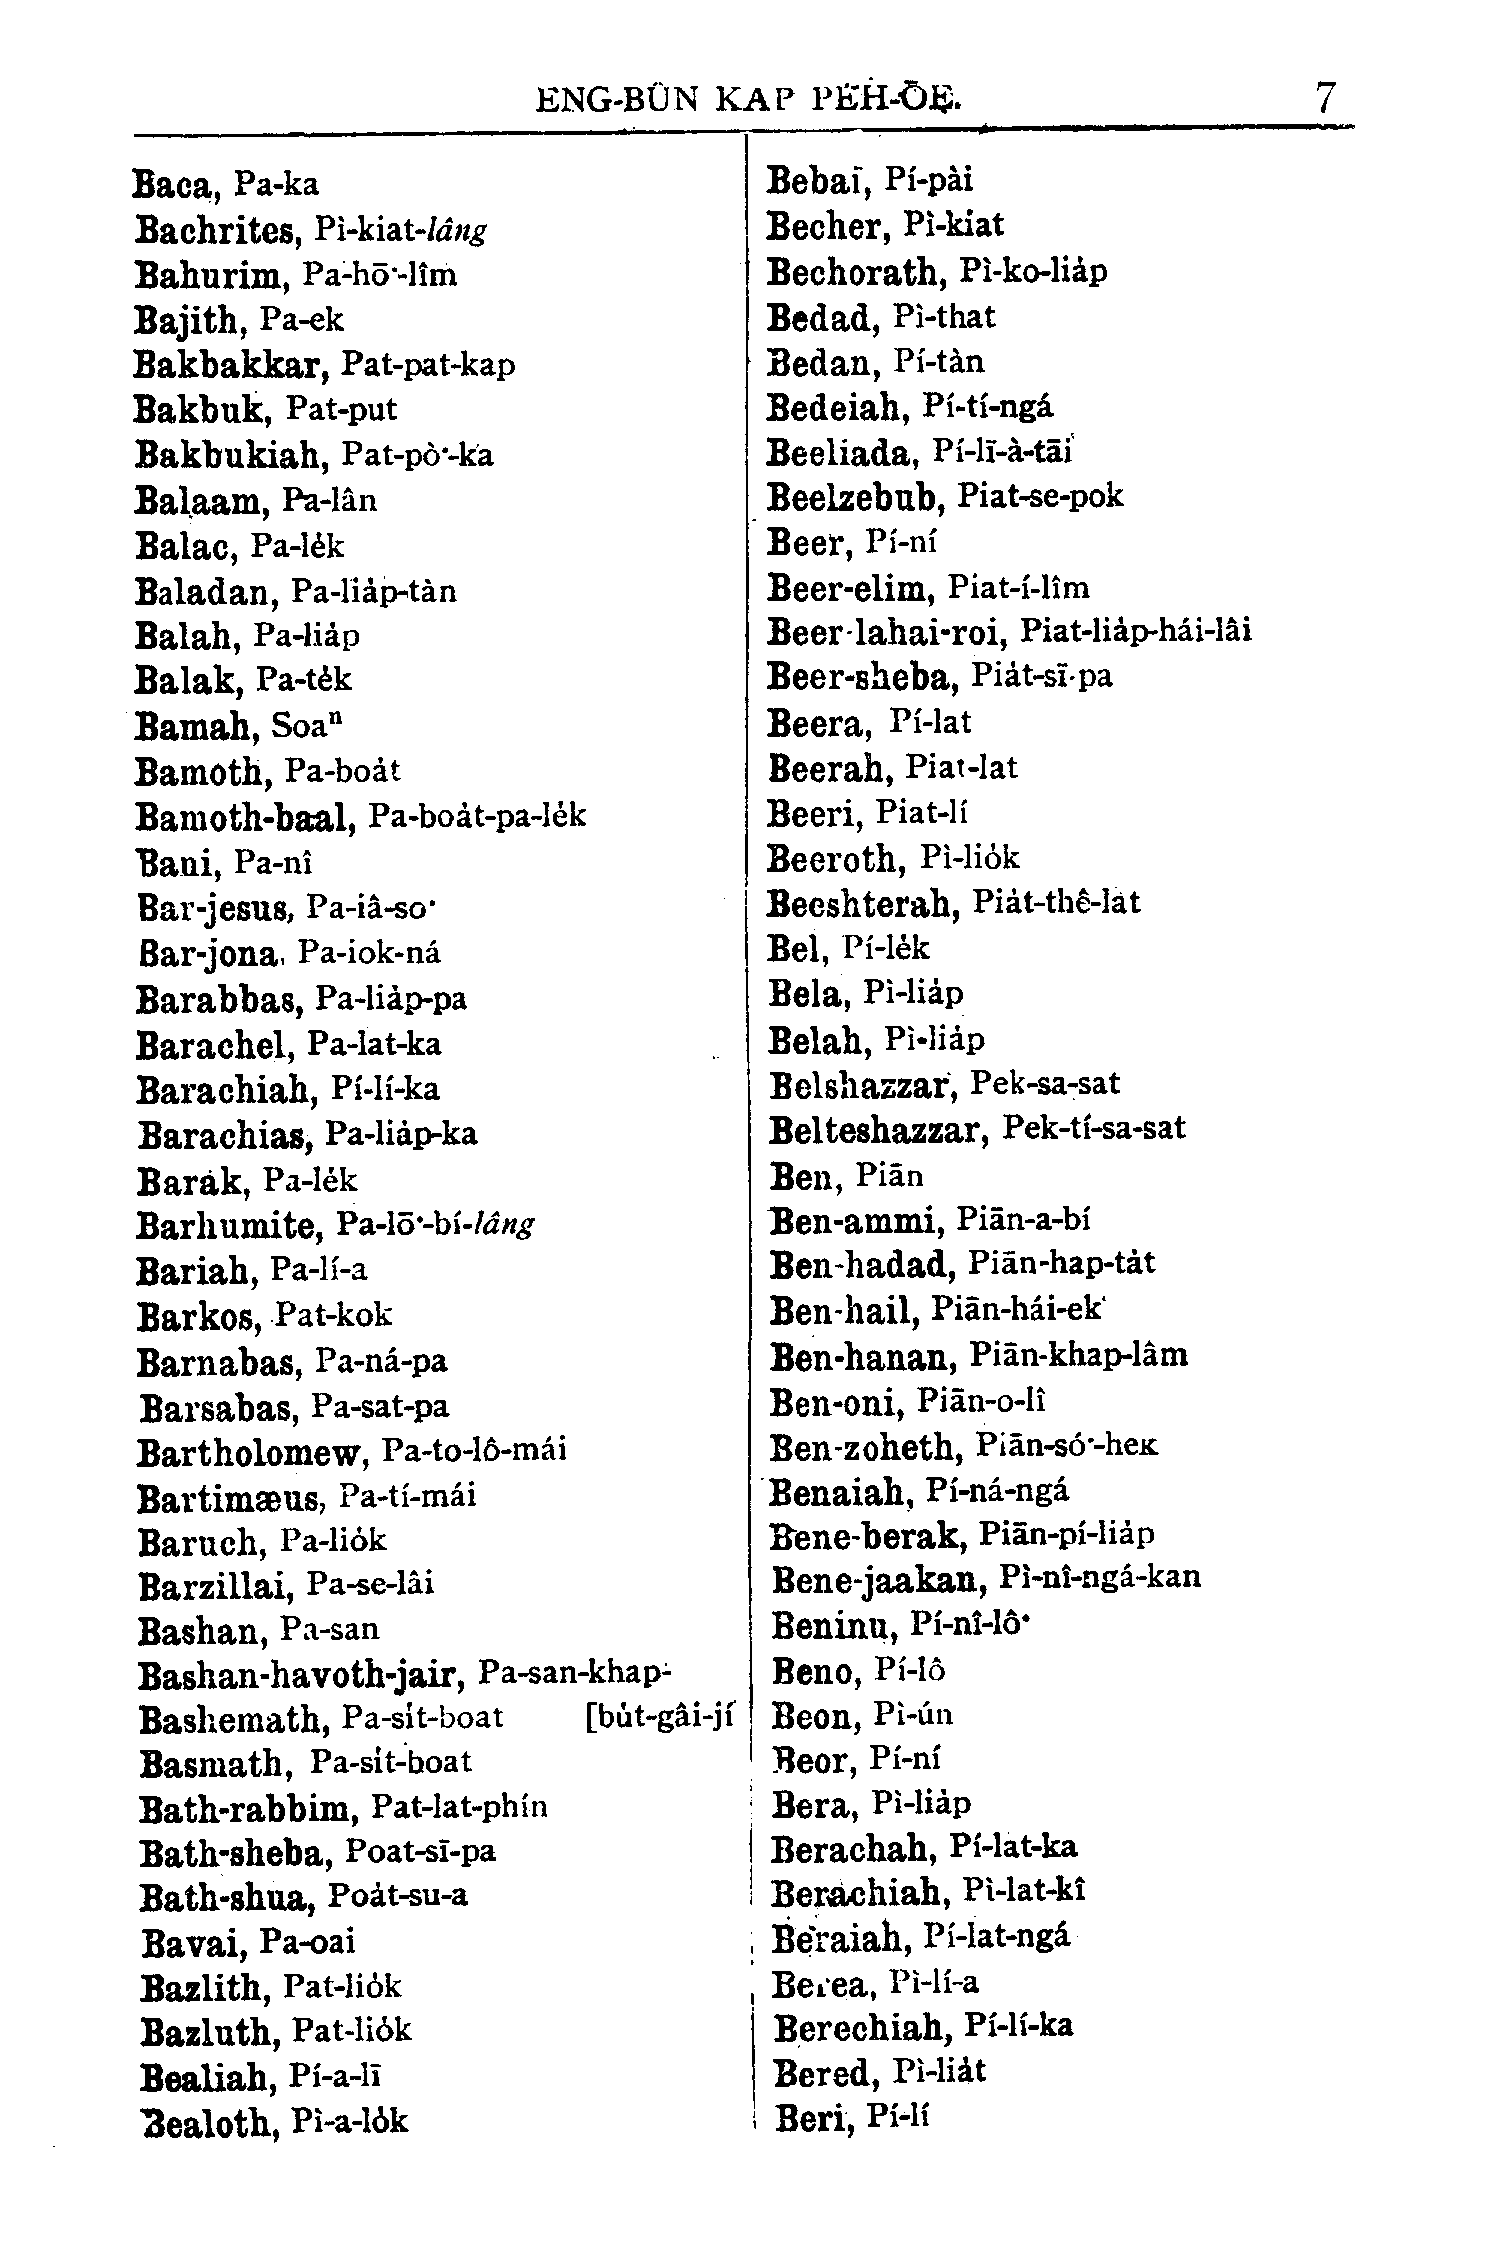 ENG-BÛN KAP PE̍H-ŌE. 7
Baca, Pa-ka
Bachrites, Pì-kiat-lâng
Bahurim, Pa-hō͘-lîm
Bajith, Pa-ek
Bakbakkar, Pat-pat-kap
Bakbuk, Pat-put
Bakbukiah, Pat-pò͘-ka
Balaam, Pa-lân
Balac, Pa-le̍k
Baladan, Pa-lia̍p-tàn
Balah, Pa-lia̍p
Balak, Pa-te̍k
Bamah, Soaⁿ
Bamoth, Pa-boa̍t
Bamoth-baal, Pa-boa̍t-pa-le̍k
Bani, Pa-nî
Bar-jesus, Pa-iâ-so͘
Bar-jona, Pa-iok-ná
Barabbas, Pa-lia̍p-pa
Barachel, Pa-lat-ka
Barachiah, Pí-lí-ka
Barachias, Pa-lia̍p-ka
Barak, Pa-le̍k
Barhumite, Pa-lō͘-bí-lâng
Bariah, Pa-lí-a
Barkos, Pat-kok
Barnabas, Pa-ná-pa
Barsabas, Pa-sat-pa
Bartholomew, Pa-to-lô-mái
Bartimæus, Pa-tí-mái
Baruch, Pa-lio̍k
Barzillai, Pa-se-lâi
Bashan, Pa-san
Bashan-havoth-jair, Pa-san-khap-
Bashemath, Pa-si̍t-boat [bu̍t-gâi-jí
Basmath, Pa-si̍t-boat
Bath-rabbim, Pat-lat-phín
Bath-sheba, Poat-sī-pa
Bath-shua, Poa̍t-su-a
Bavai, Pa-oai
Bazlith, Pat-lio̍k
Bazluth, Pat-lio̍k
Bealiah, Pí-a-lī
Bealoth, Pì-a-lo̍k
Bebai, Pí-pài
Becher, Pì-kiat
Bechorath, Pì-ko-lia̍p
Bedad, Pì-that
Bedan, Pí-tàn
Bedeiah, Pí-tí-ngá
Beeliada, Pí-lī-à-tāi
Beelzebub, Piat-se-pok
Beer, Pí-ní
Beer-elim, Piat-í-lîm
Beer-lahai-roi, Piat-lia̍p-hái-lâi
Beer-sheba, Pia̍t-sī-pa
Beera, Pí-lat
Beerah, Piat-lat
Beeri, Piat-lí
Beeroth, Pì-lio̍k
Beeshterah, Pia̍t-thê-lat
Bel, Pí-le̍k
Bela, Pì-lia̍p
Belah, Pì-lia̍p
Belshazzar, Pek-sa-sat
Belteshazzar, Pek-tí-sa-sat
Ben, Piān
Ben-ammi, Piān-a-bí
Ben-hadad, Piān-hap-ta̍t
Ben-hail, Piān-hái-ek
Ben-hanan, Piān-khap-lâm
Ben-oni, Piān-o-lî
Ben-zoheth, Piān-só͘-hek
Benaiah, Pí-ná-ngá
Bene-berak, Piān-pí-lia̍p
Bene-jaakan, Pì-nî-ngá-kan
Beninu, Pí-nî-lô͘
Beno, Pí-lô
Beon, Pì-ún
Beor, Pí-ní
Bera, Pì-lia̍p
Berachah, Pí-lat-ka
Berachiah, Pì-lat-kî
Beraiah, Pí-lat-ngá
Berea, Pì-lí-a
Berechiah, Pí-lí-ka
Bered, Pì-lia̍t
Beri, Pí-lí